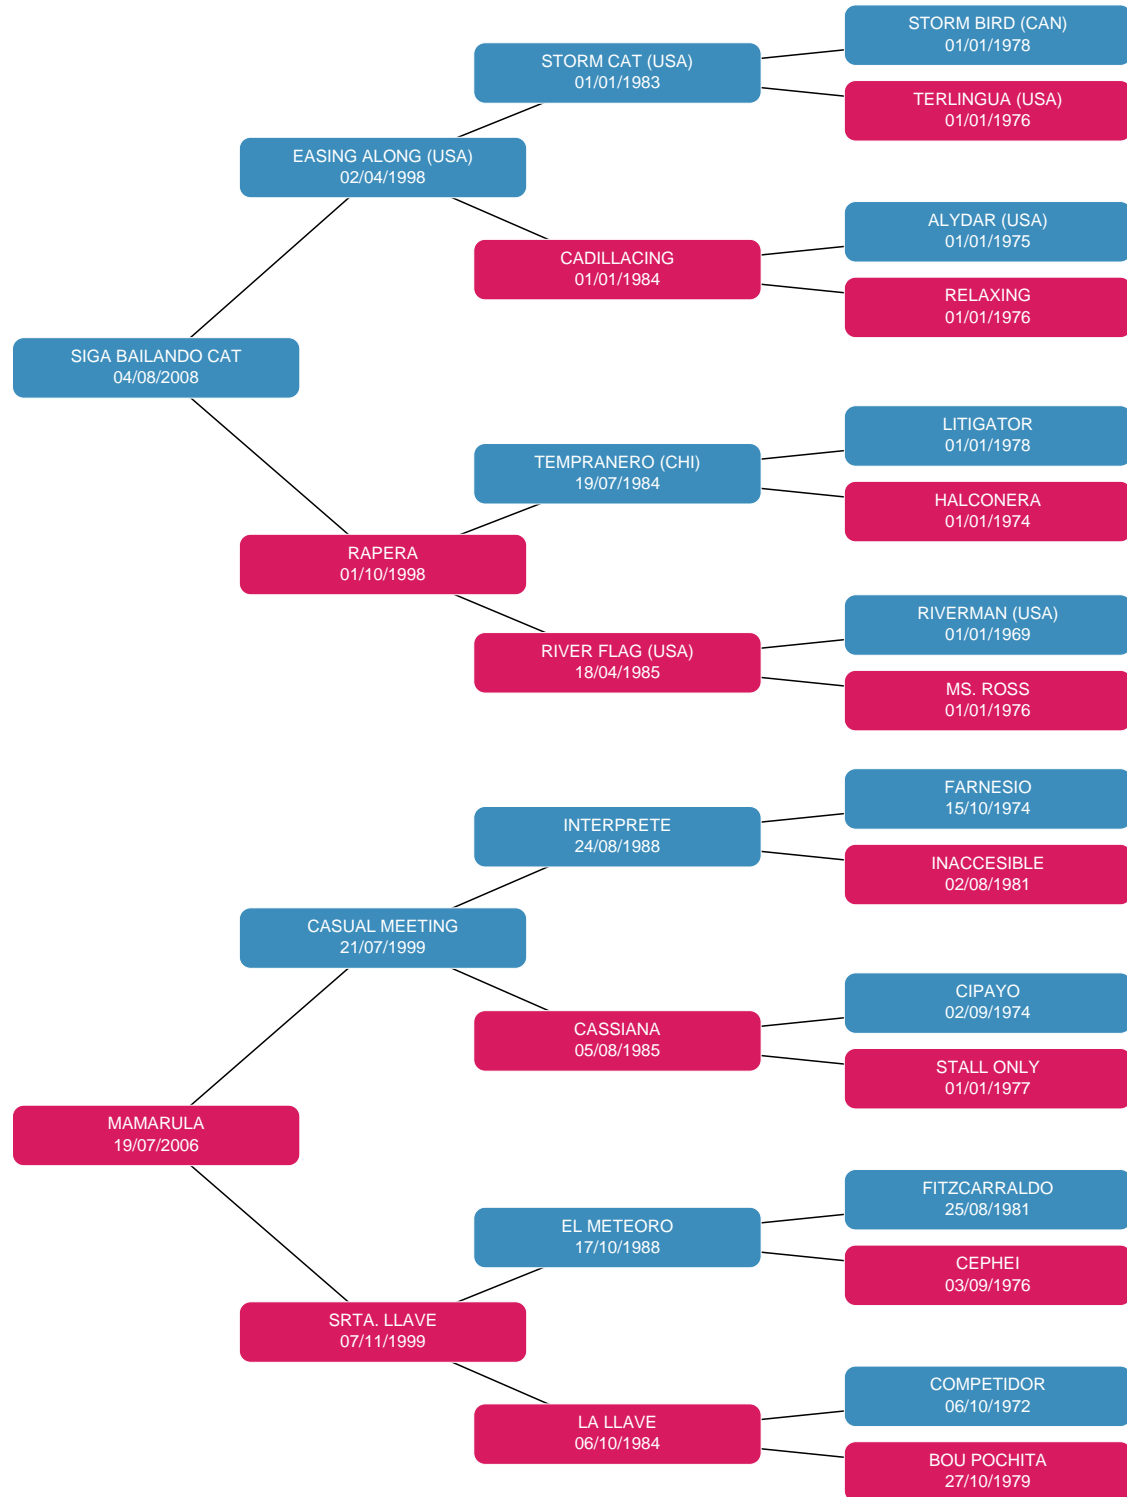 STORM BIRD (CAN)
01/01/1978
STORM CAT (USA)
01/01/1983
TERLINGUA (USA)
01/01/1976
EASING ALONG (USA)
02/04/1998
ALYDAR (USA)
01/01/1975
CADILLACING
01/01/1984
RELAXING
01/01/1976
SIGA BAILANDO CAT
04/08/2008
LITIGATOR
01/01/1978
TEMPRANERO (CHI)
19/07/1984
HALCONERA
01/01/1974
RAPERA
01/10/1998
RIVERMAN (USA)
01/01/1969
RIVER FLAG (USA)
18/04/1985
MS. ROSS
01/01/1976
FARNESIO
15/10/1974
INTERPRETE
24/08/1988
INACCESIBLE
02/08/1981
CASUAL MEETING
21/07/1999
CIPAYO
02/09/1974
CASSIANA
05/08/1985
STALL ONLY
01/01/1977
MAMARULA
19/07/2006
FITZCARRALDO
25/08/1981
EL METEORO
17/10/1988
CEPHEI
03/09/1976
SRTA. LLAVE
07/11/1999
COMPETIDOR
06/10/1972
LA LLAVE
06/10/1984
BOU POCHITA
27/10/1979